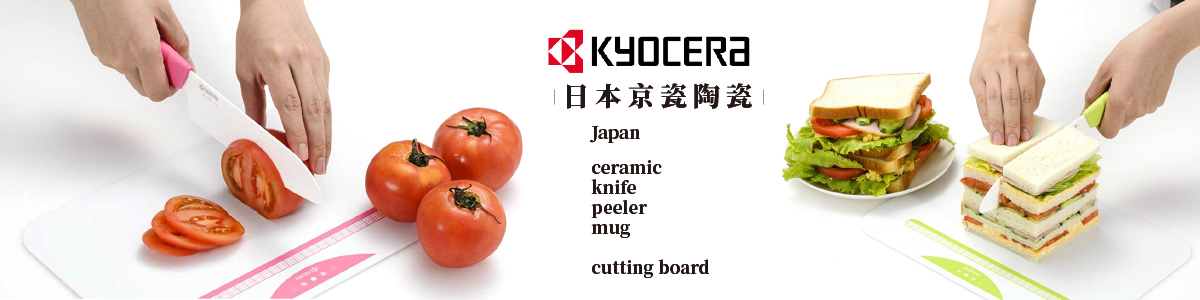 KYOCERA
日本京瓷陶瓷
Japan
ceramic
knife
peeler
mug
cutting board